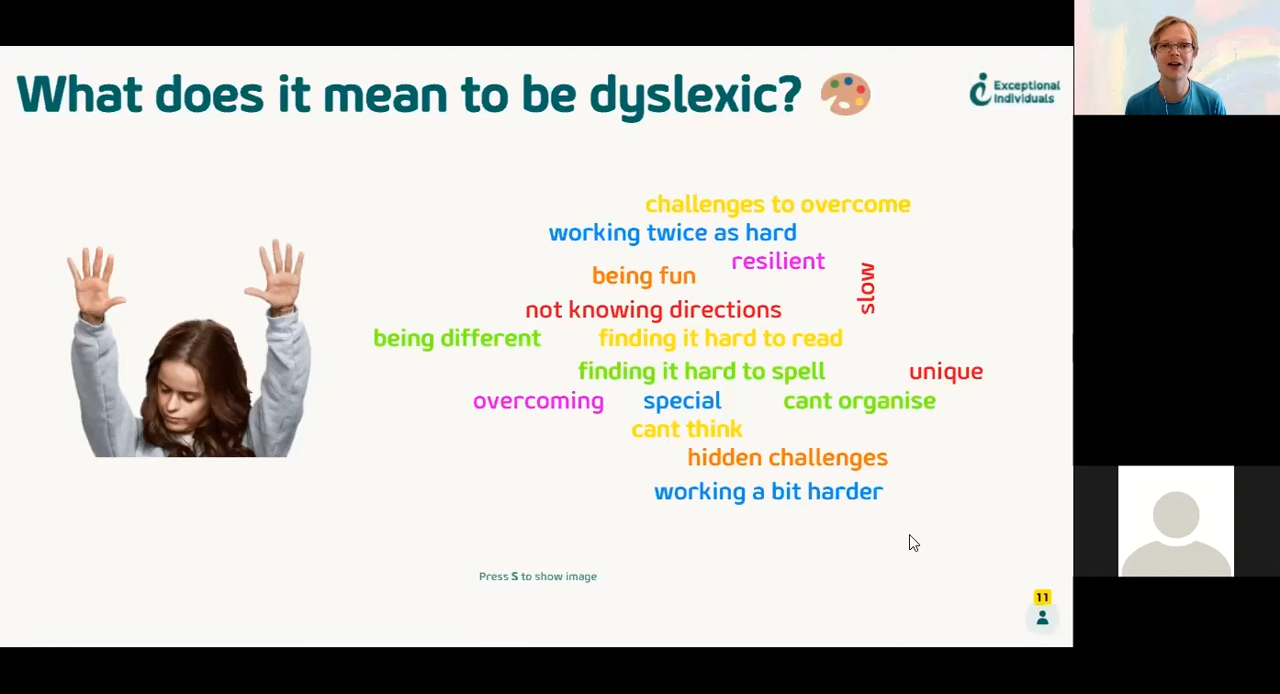 What does it mean to be dyslexic?
Exceptional
Individuals
challenges to overcome
working twice as hard
resilient
being fun
slow
not knowing directions
being different
finding it hard to read
finding it hard to spell
unique
overcoming
special
cant organise
cant think
hidden challenges
working a bit harder
Press S to show image
11